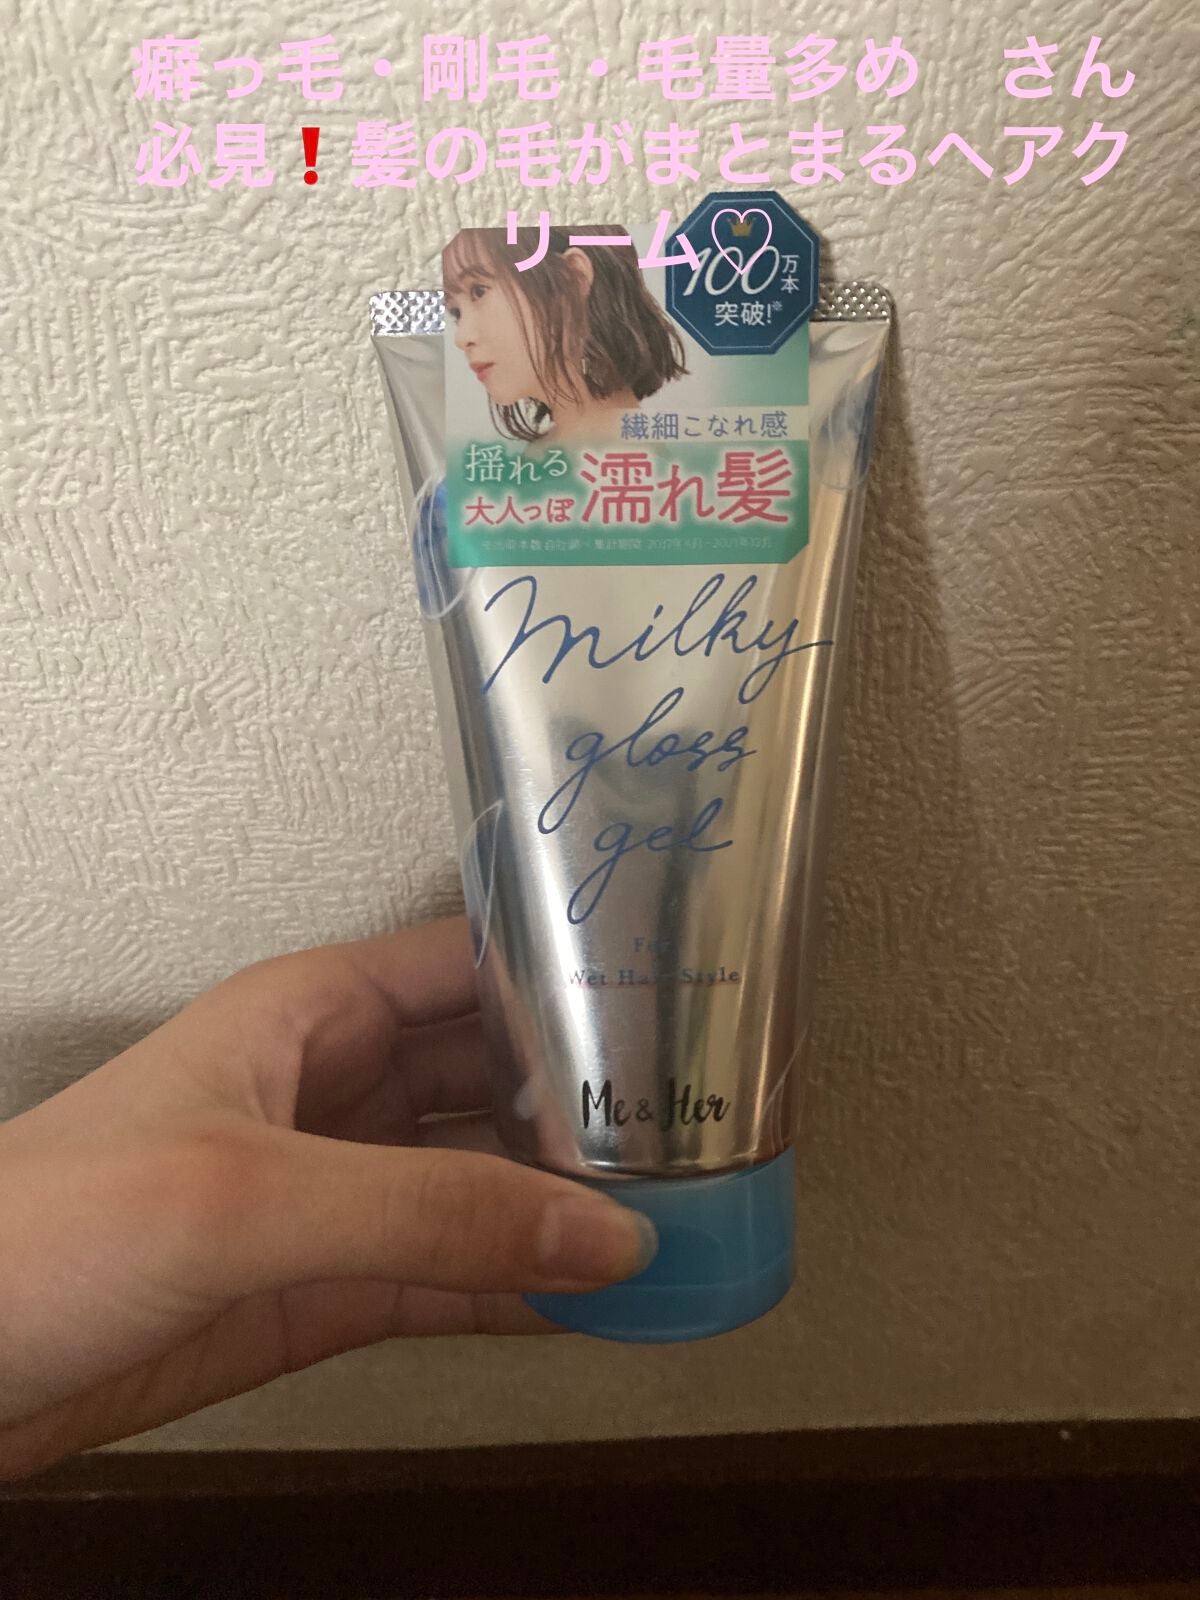 癖っ毛・剛毛・毛量多め　さん
必見❗髪の毛がまとまるヘアク
リーム♡
100万本
突破!※
繊細こなれ感
揺れる
大人っぽ濡れ髪
milky
gloss
gel
For
Wet Hair Style
Me & Her